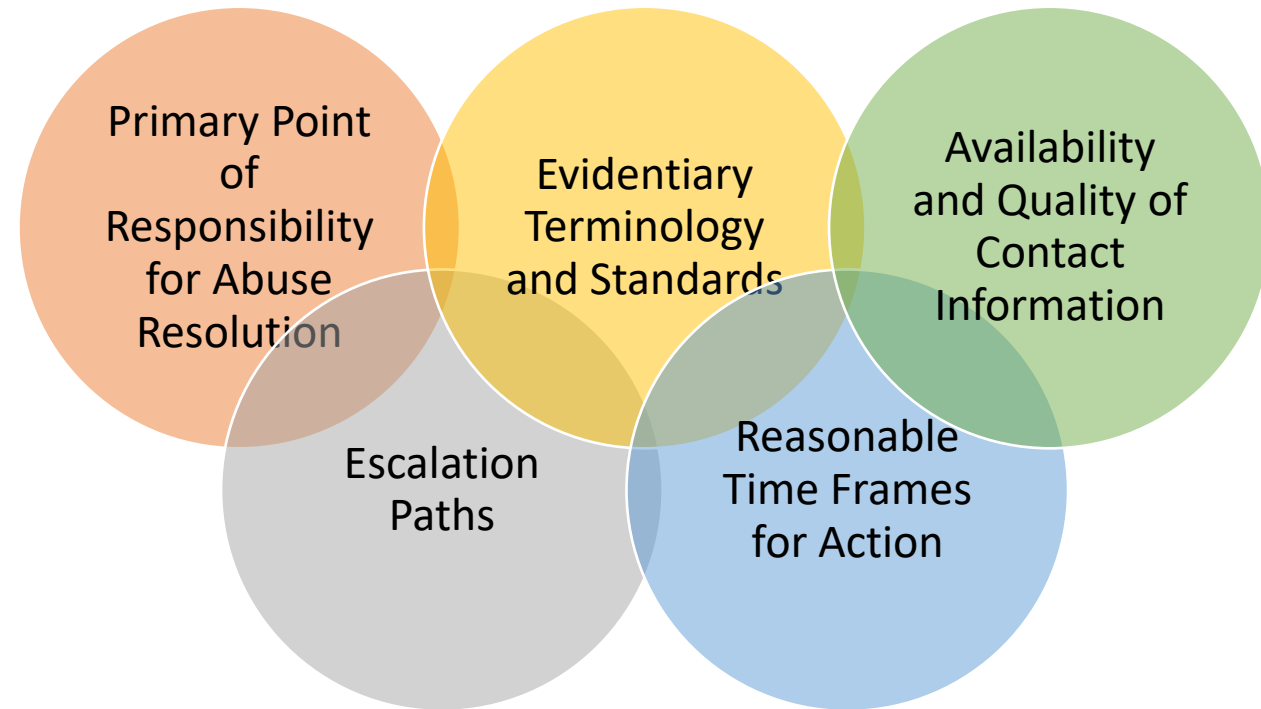 Primary Point
of
Responsibility
for Abuse
Resolution
Evidentiary
Terminology
and Standards
Availability
and Quality of
Contact
Information
Escalation
Paths
Reasonable
Time Frames
for Action